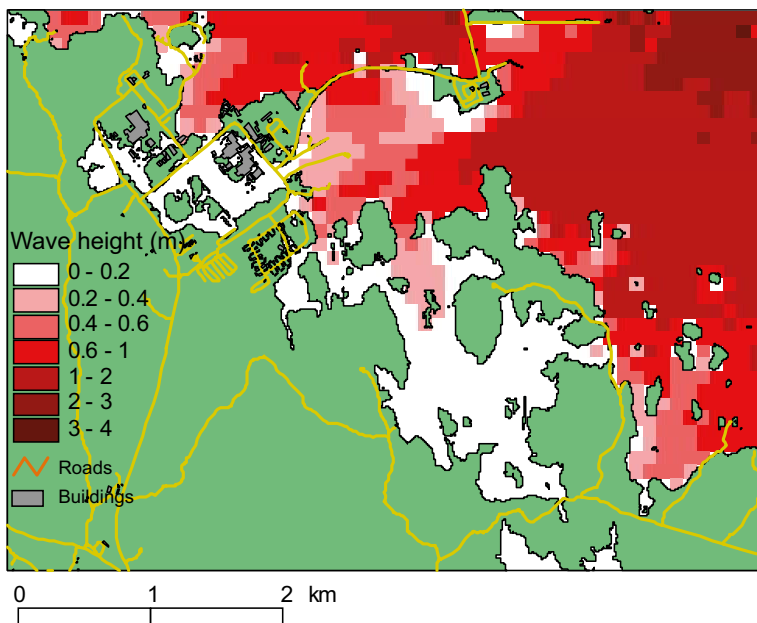 Wave height (m)
0 - 0.2
0.2 - 0.4
0.4 - 0.6
0.6 - 1
1 - 2
2 - 3
3 - 4
Roads
Buildings
0 1 2 km